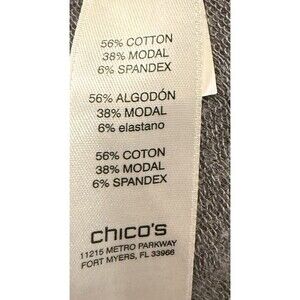 56% COTTON
38% MODAL
6% SPANDEX
56% ALGODÓN
38% MODAL
6% elastano
56% COTON
38% MODAL
6% SPANDEX
chico's
11215 METRO PARKWAY
FORT MYERS, FL 33966